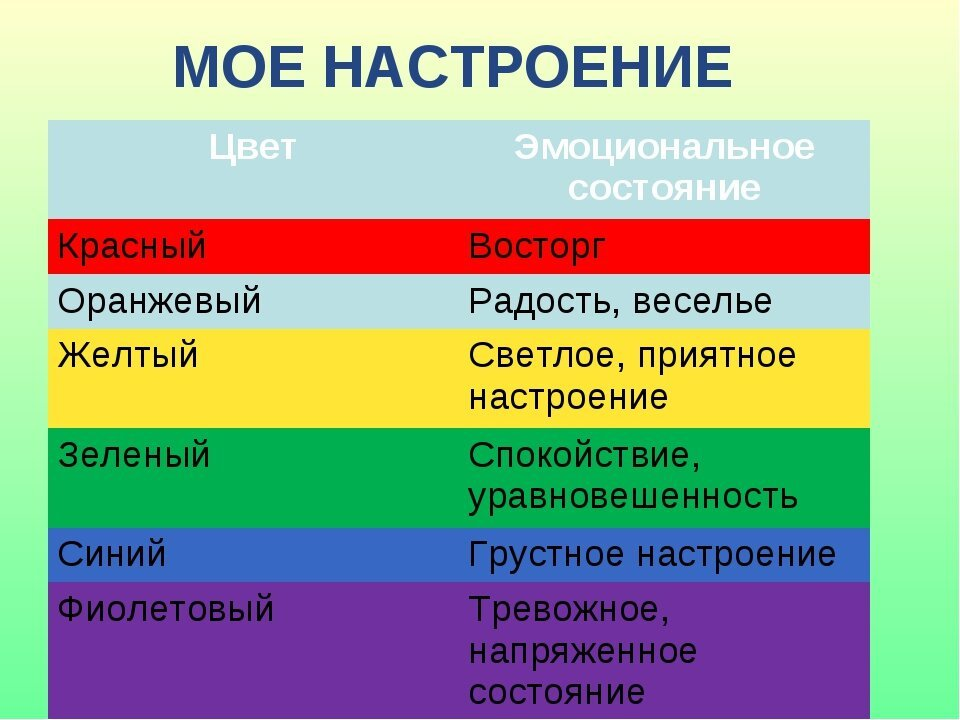 МОЕ НАСТРОЕНИЕ
Цвет
Эмоциональное
состояние
Красный
Восторг
Оранжевый
Радость, веселье
Желтый
Светлое, приятное
настроение
Зеленый
Спокойствие,
уравновешенность
Синий
Грустное настроение
Фиолетовый
Тревожное,
напряженное
состояние